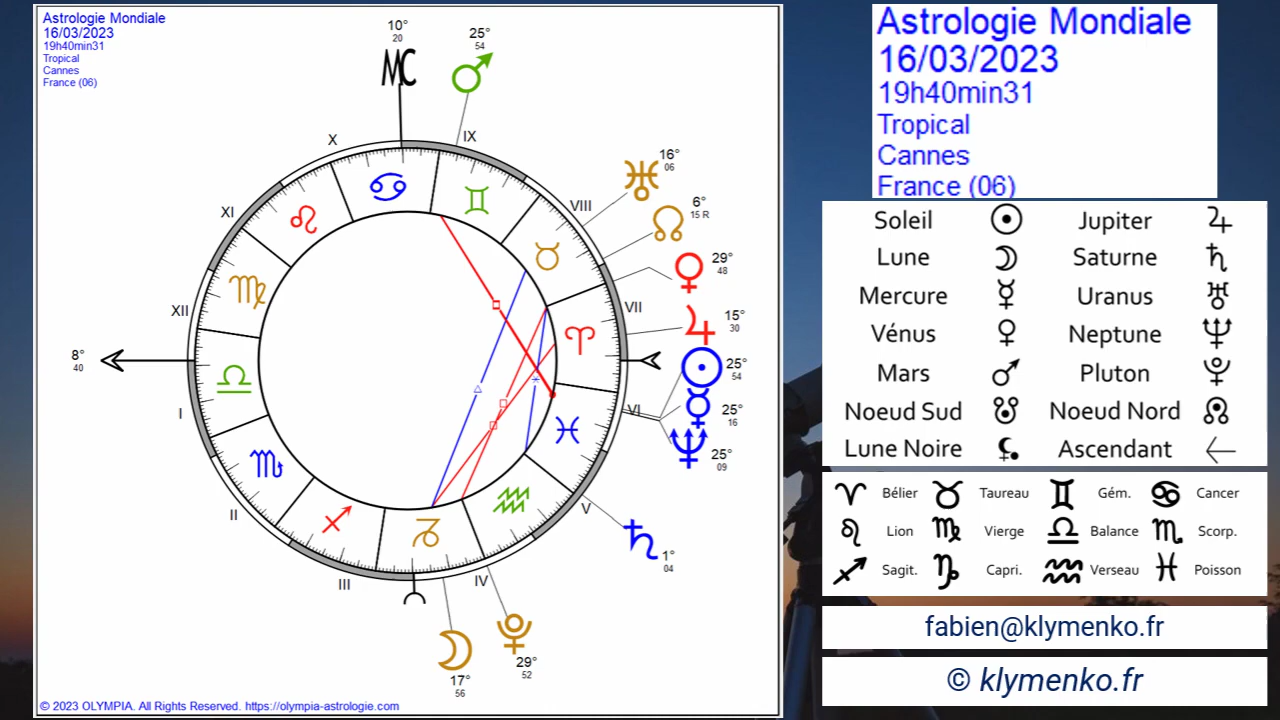 Astrologie Mondiale
16/03/2023
19h40min31
Tropical
Cannes
France (06)
10°
20
MC
25°
54
X
IX
16°
06
XI
VIII
6°
15 R
29°
48
XII
VII
15°
30
8°
40
25°
54
I
VI
25°
16
25°
09
II
V
III
IV
1°
04
29°
52
17°
56
© 2023 OLYMPIA. All Rights Reserved. https://olympia-astrologie.com
Astrologie Mondiale
16/03/2023
19h40min31
Tropical
Cannes
France (06)
Soleil Jupiter
Lune Saturne
Mercure Uranus
Vénus Neptune
Mars Pluton
Noeud Sud Noeud Nord
Lune Noire Ascendant
Bélier Taureau Gém. Cancer
Lion Vierge Balance Scorp.
Sagit. Capri. Verseau Poisson
fabien@klymenko.fr
© klymenko.fr